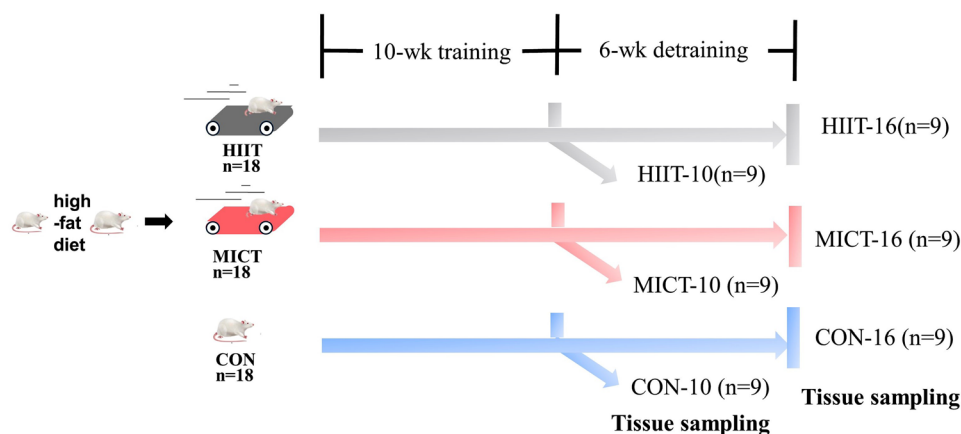 10-wk training
6-wk detraining
HIIT
n=18
HIIT-16(n=9)
HIIT-10(n=9)
high
-fat
diet
MICT
n=18
MICT-16 (n=9)
MICT-10 (n=9)
CON
n=18
CON-16 (n=9)
CON-10 (n=9)
Tissue sampling
Tissue sampling